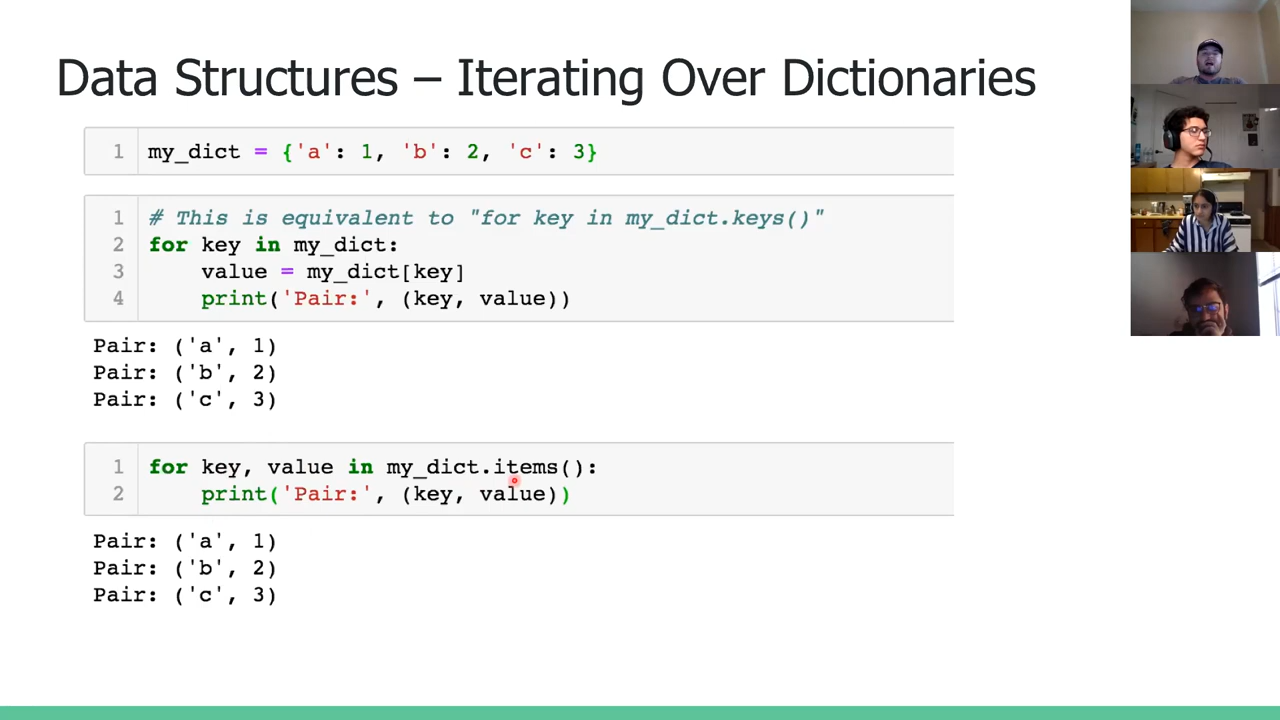 Data Structures – Iterating Over Dictionaries
1 my_dict = {'a': 1, 'b': 2, 'c': 3}
1 # This is equivalent to "for key in my_dict.keys()"
2 for key in my_dict:
3     value = my_dict[key]
4     print('Pair:', (key, value))
Pair: ('a', 1)
Pair: ('b', 2)
Pair: ('c', 3)
1 for key, value in my_dict.items():
2     print('Pair:', (key, value))
Pair: ('a', 1)
Pair: ('b', 2)
Pair: ('c', 3)